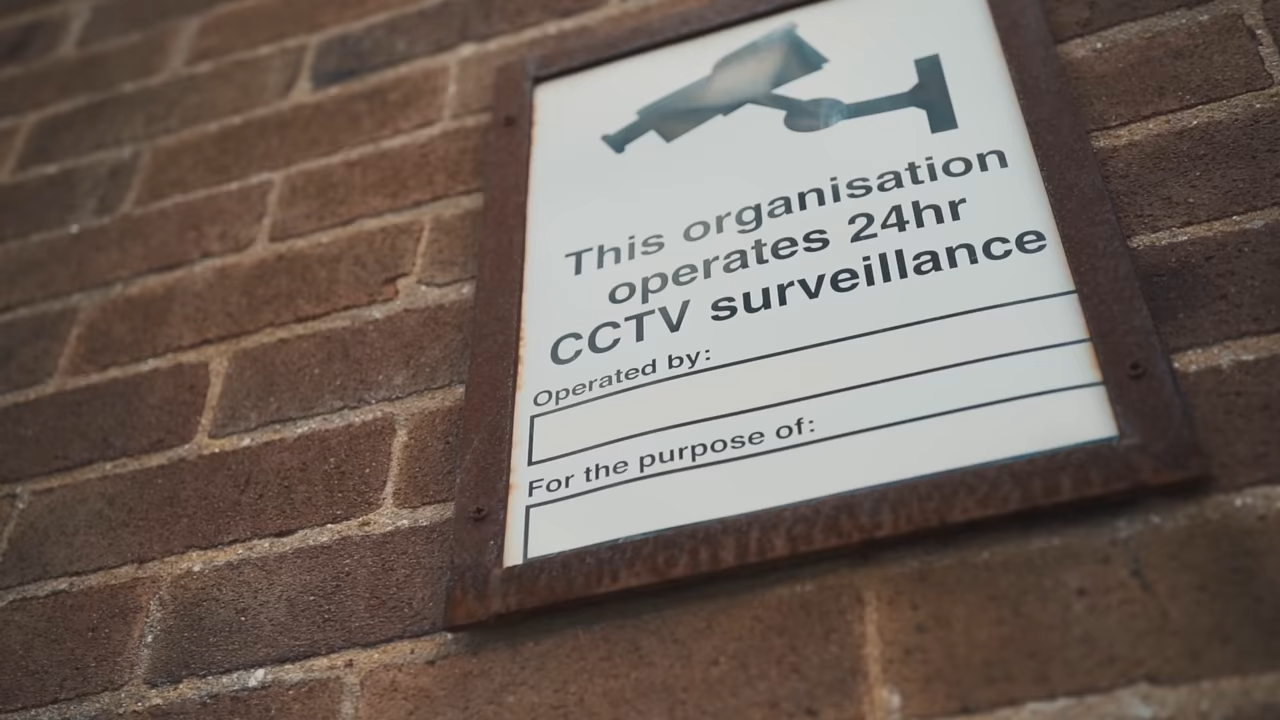 This organisation
operates 24hr
CCTV surveillance
Operated by:
For the purpose of: